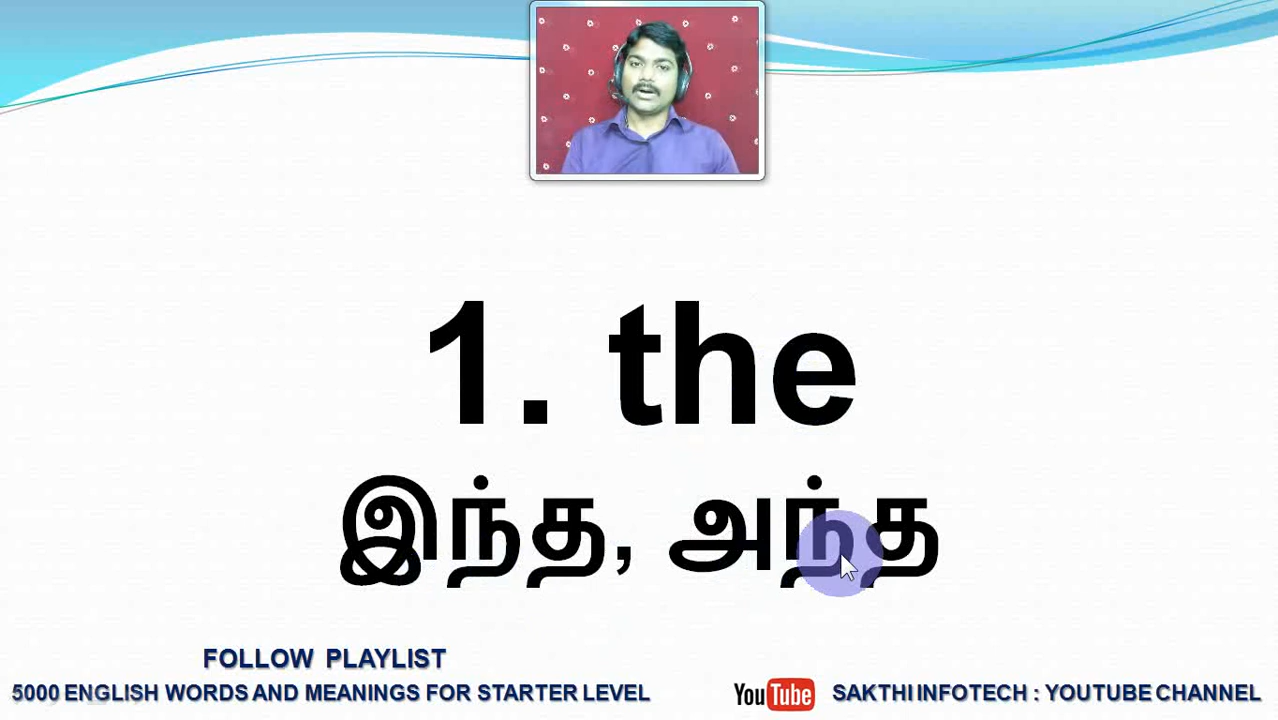 1. the
இந்த, அந்த
FOLLOW PLAYLIST
5000 ENGLISH WORDS AND MEANINGS FOR STARTER LEVEL
YouTube SAKTHI INFOTECH : YOUTUBE CHANNEL